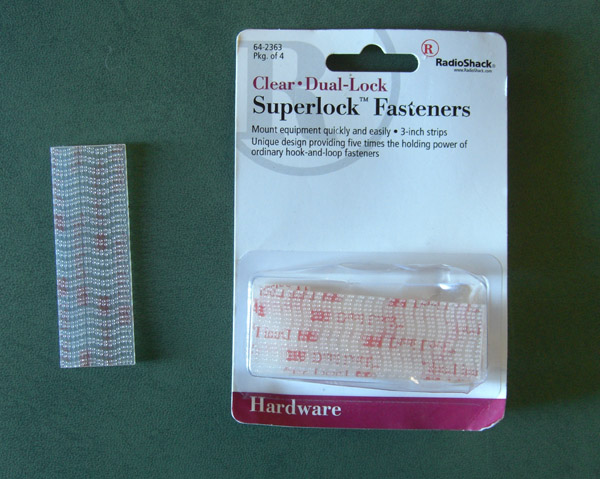 64-2363
Pkg. of 4
R
RadioShack®
www.RadioShack.com
Clear • Dual-Lock
Superlock™ Fasteners
Mount equipment quickly and easily • 3-inch strips
Unique design providing five times the holding power of
ordinary hook-and-loop fasteners
Hardware